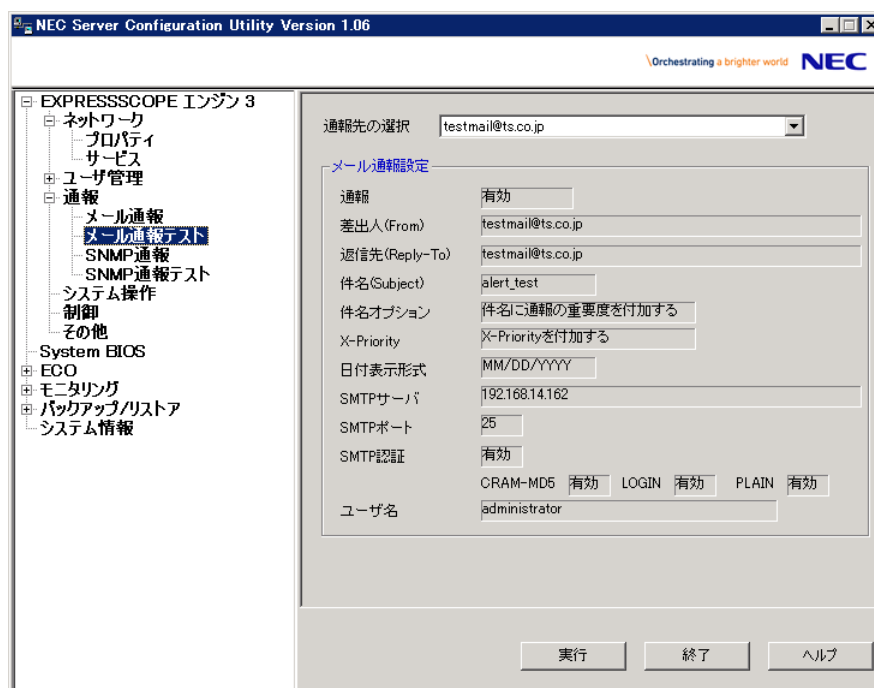 NEC Server Configuration Utility Version 1.06
\Orchestrating a brighter world NEC
EXPRESSSCOPE エンジン 3
ネットワーク
プロパティ
サービス
ユーザ管理
通報
メール通報
メール通報テスト
SNMP通報
SNMP通報テスト
システム操作
制御
その他
System BIOS
ECO
モニタリング
バックアップ/リストア
システム情報
通報先の選択 testmail@ts.co.jp
メール通報設定
通報 有効
差出人(From) testmail@ts.co.jp
返信先(Reply-To) testmail@ts.co.jp
件名(Subject) alert_test
件名オプション 件名に通報の重要度を付加する
X-Priority X-Priorityを付加する
日付表示形式 MM/DD/YYYY
SMTPサーバ 192.168.14.162
SMTPポート 25
SMTP認証 有効
CRAM-MD5 有効 LOGIN 有効 PLAIN 有効
ユーザ名 administrator
実行 終了 ヘルプ